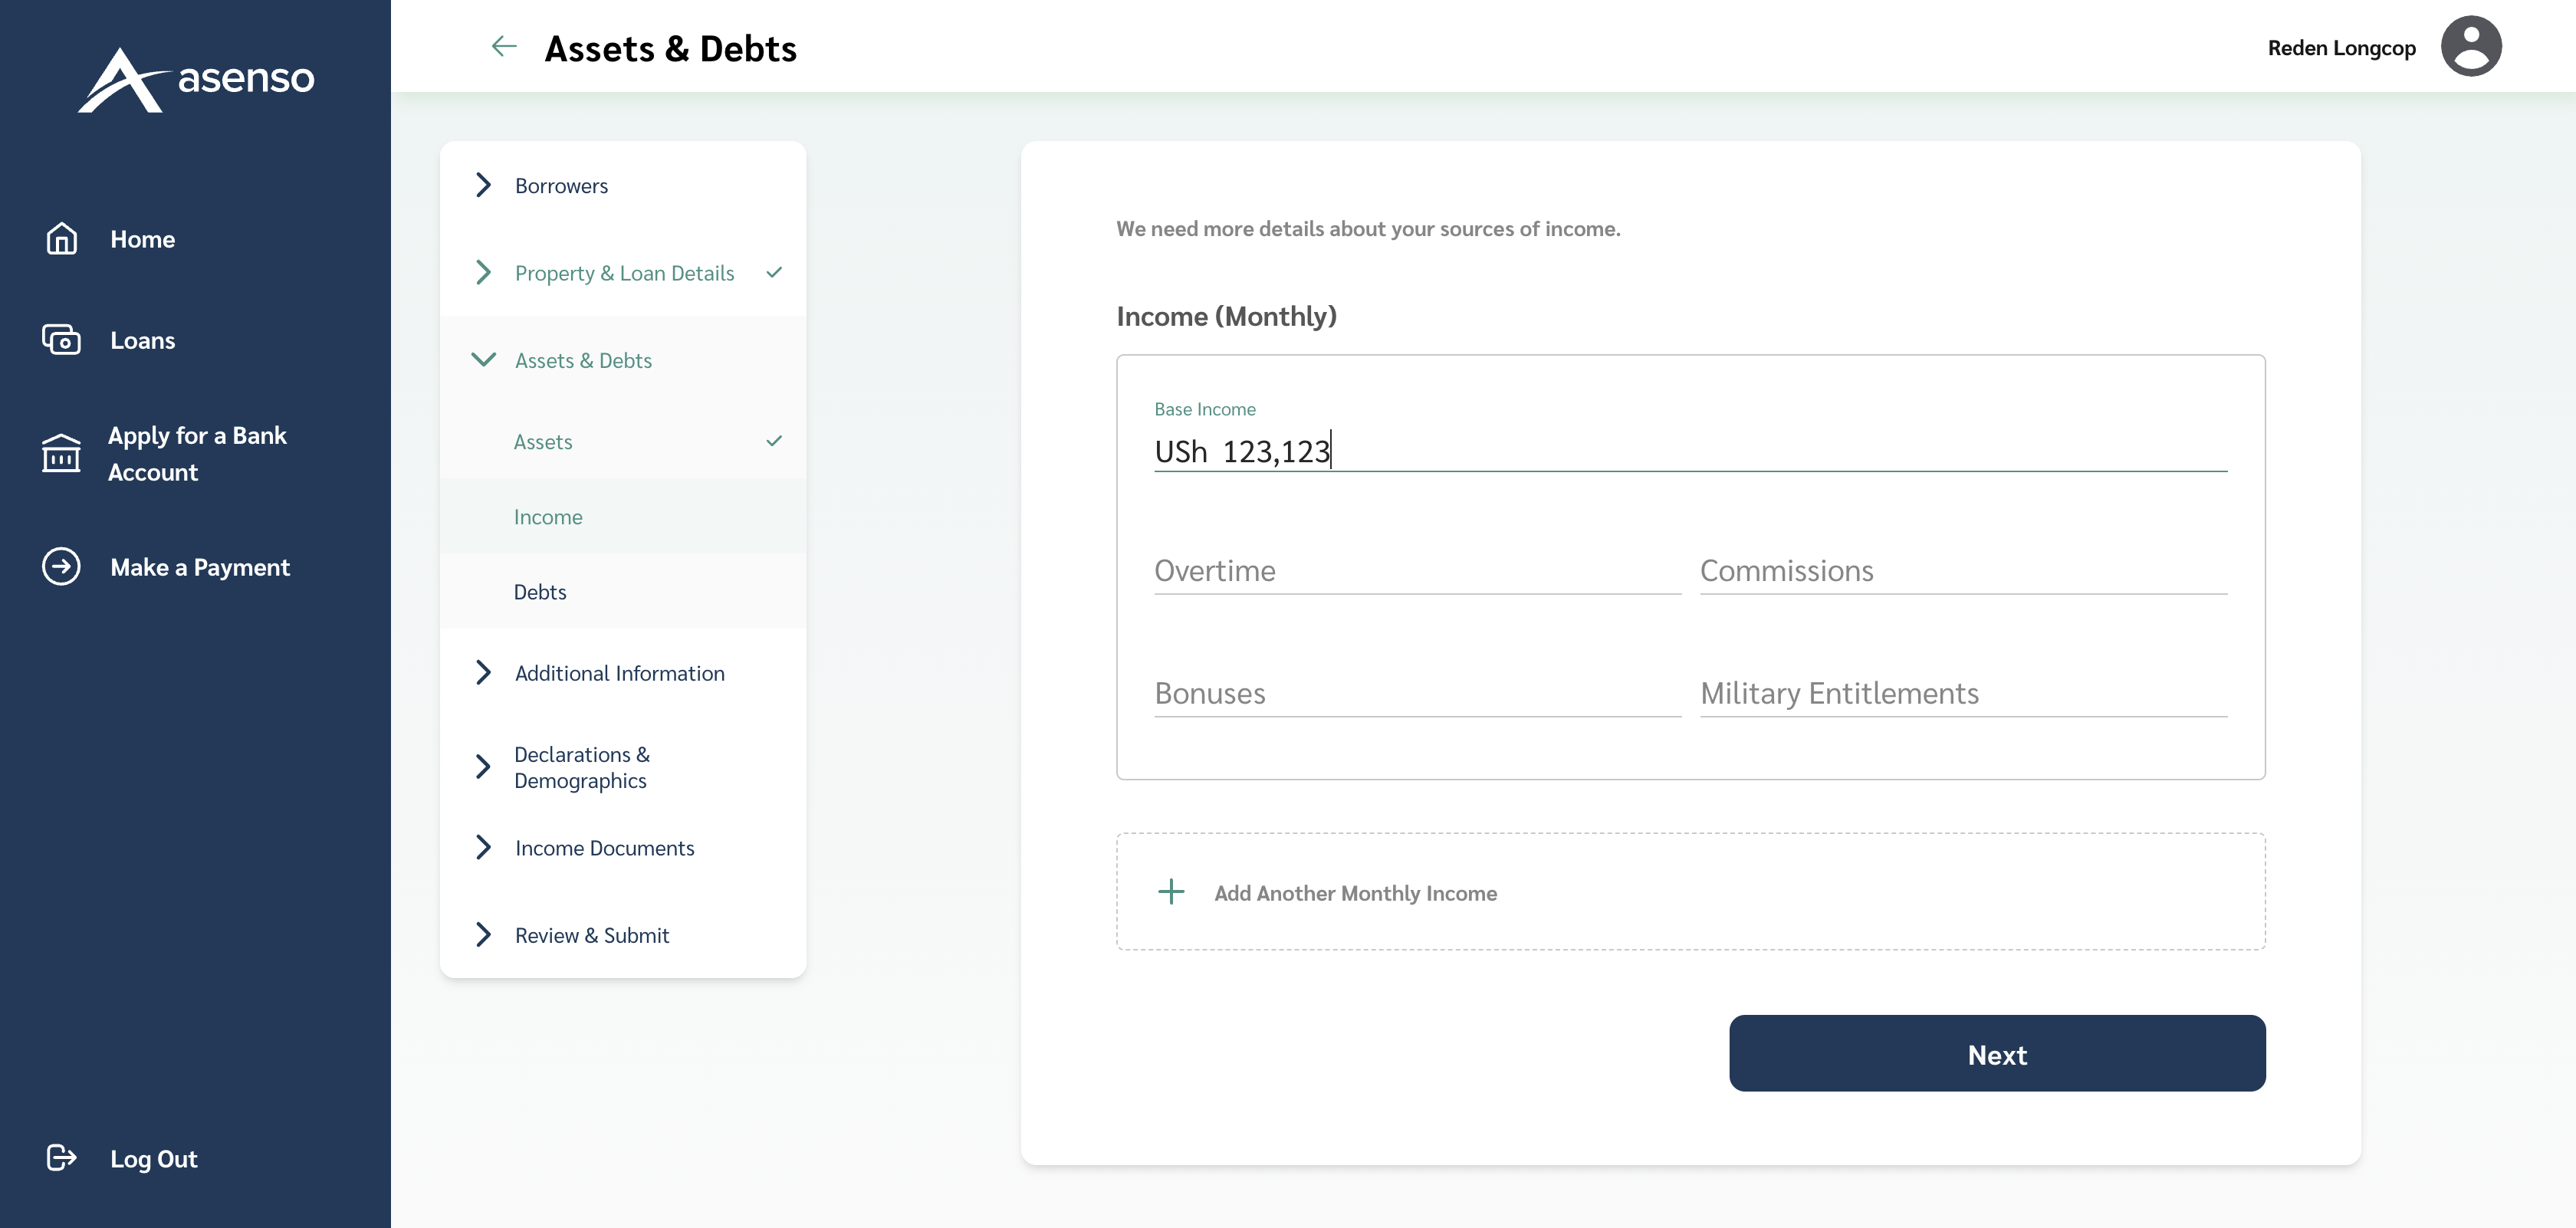 asenso
Home
Loans
Apply for a Bank
Account
Make a Payment
Log Out
Assets & Debts
Reden Longcop
Borrowers
Property & Loan Details
Assets & Debts
Assets
Income
Debts
Additional Information
Declarations &
Demographics
Income Documents
Review & Submit
We need more details about your sources of income.
Income (Monthly)
Base Income
USh 123,123
Overtime
Commissions
Bonuses
Military Entitlements
Add Another Monthly Income
Next